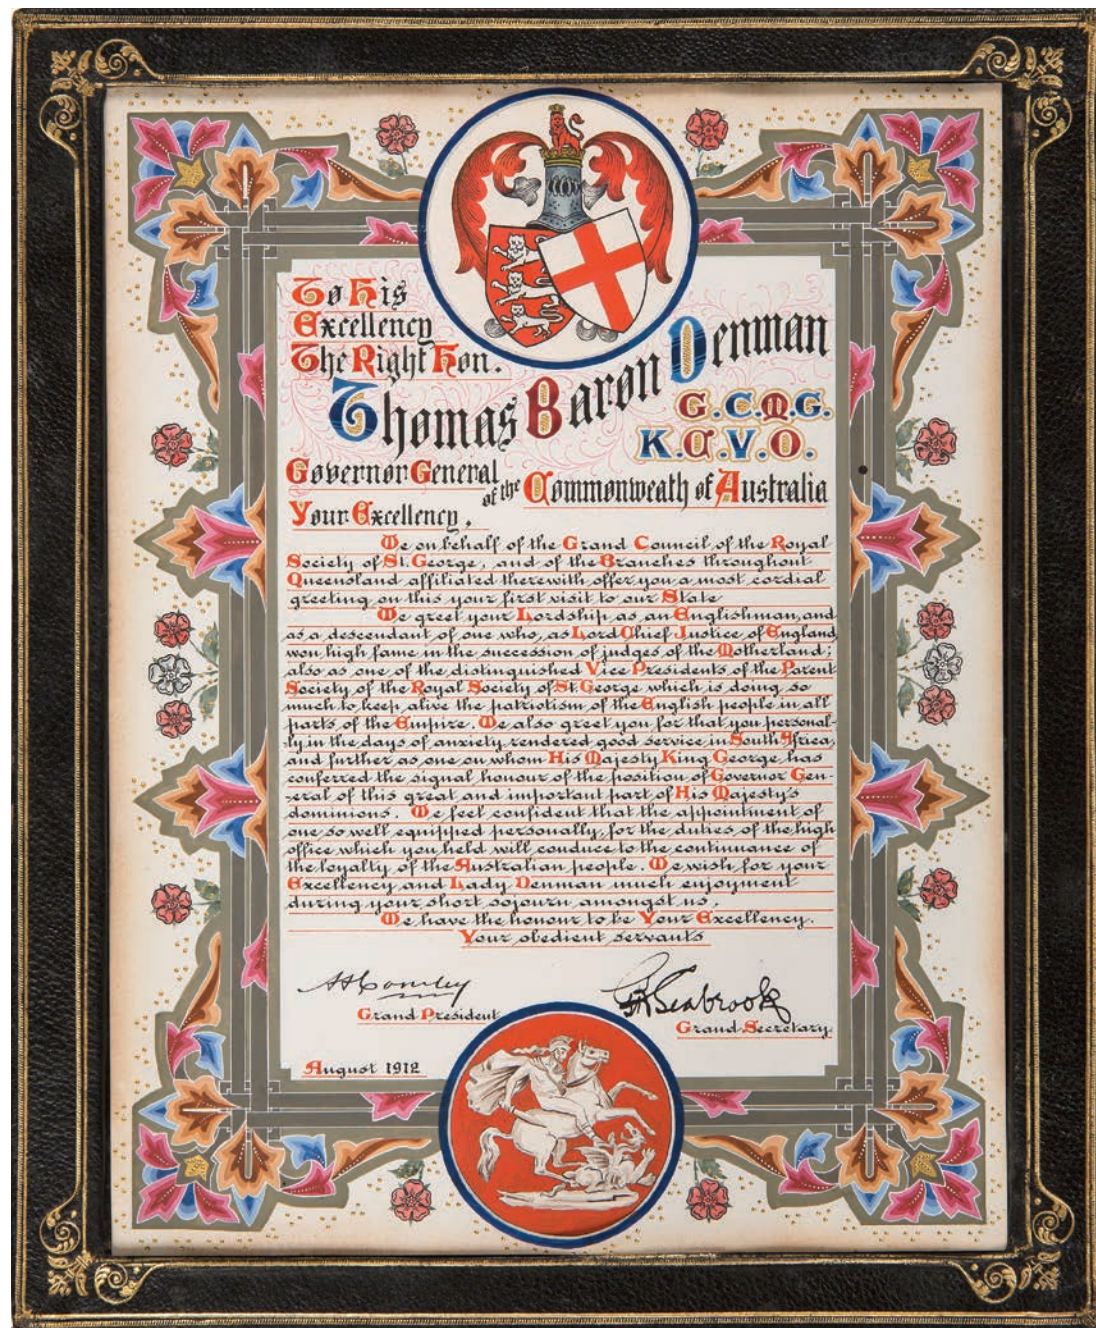 To His
Excellency
The Right Hon.
Thomas Baron Denman
G.C.M.G.
K.C.V.O.
Governor General
of the Commonweath of Australia
Your Excellency,
We on behalf of the Grand Council, of the Royal
Society of St. George, and of the Branches throughout
Queensland affiliated therewith offer you a most cordial
greeting on this your first visit to our State
We greet your Lordship as an Englishman, and
as a descendant of one who, as Lord Chief Justice of England,
won high fame in the succession of judges of the Motherland;
also as one of the distinguished Vice Presidents of the Parent
Society of the Royal Society of St. George which is doing so
much to keep alive the patriotism of the English people in all
parts of the Empire. We also greet you for that you personal-
ly in the days of anxiety rendered good service in South Africa,
and further as one on whom His Majesty King George has
conferred the signal honour of the position of Governor Gen-
-eral of this great and important part of His Majesty's
dominions. We feel confident that the appointment of
one so well equipped personally, for the duties of the high
office which you held will conduce to the continuance of
the loyalty of the Australian people. We wish for your
Excellency and Lady Denman much enjoyment
during your short sojourn amongst us.
We have the honour to be Your Excellency.
Your obedient servants
Seabrook
Grand President
Grand Secretary.
August 1912